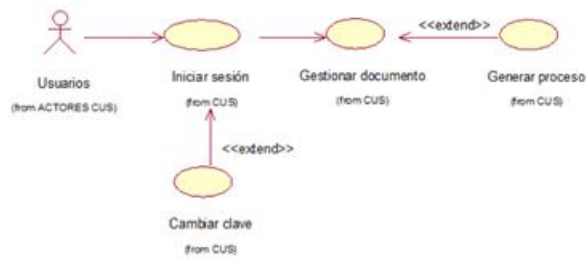 <<extend>>
Usuarios
(from ACTORES CUS)
Iniciar sesión
(from CUS)
Gestionar documento
(from CUS)
Generar proceso
(from CUS)
<<extend>>
Cambiar clave
(from CUS)